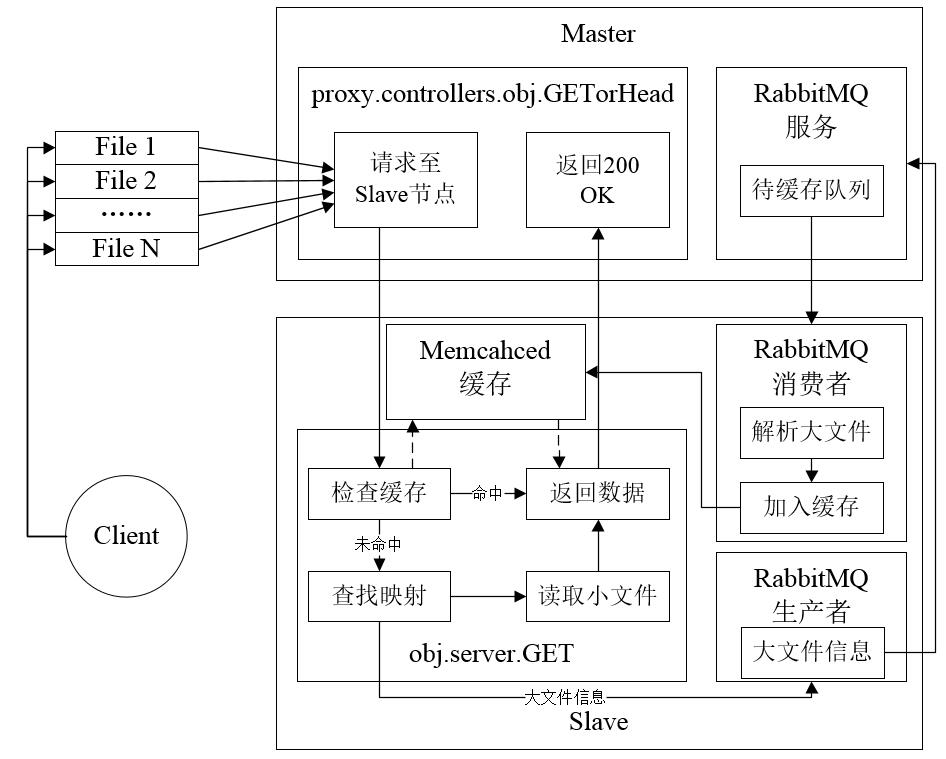 Master
proxy.controllers.obj.GETorHead
请求至
Slave节点
返回200
OK
RabbitMQ
服务
待缓存队列
File 1
File 2
……
File N
Client
Memcahced
缓存
RabbitMQ
消费者
解析大文件
加入缓存
检查缓存
命中
返回数据
未命中
查找映射
读取小文件
obj.server.GET
RabbitMQ
生产者
大文件信息
大文件信息
Slave